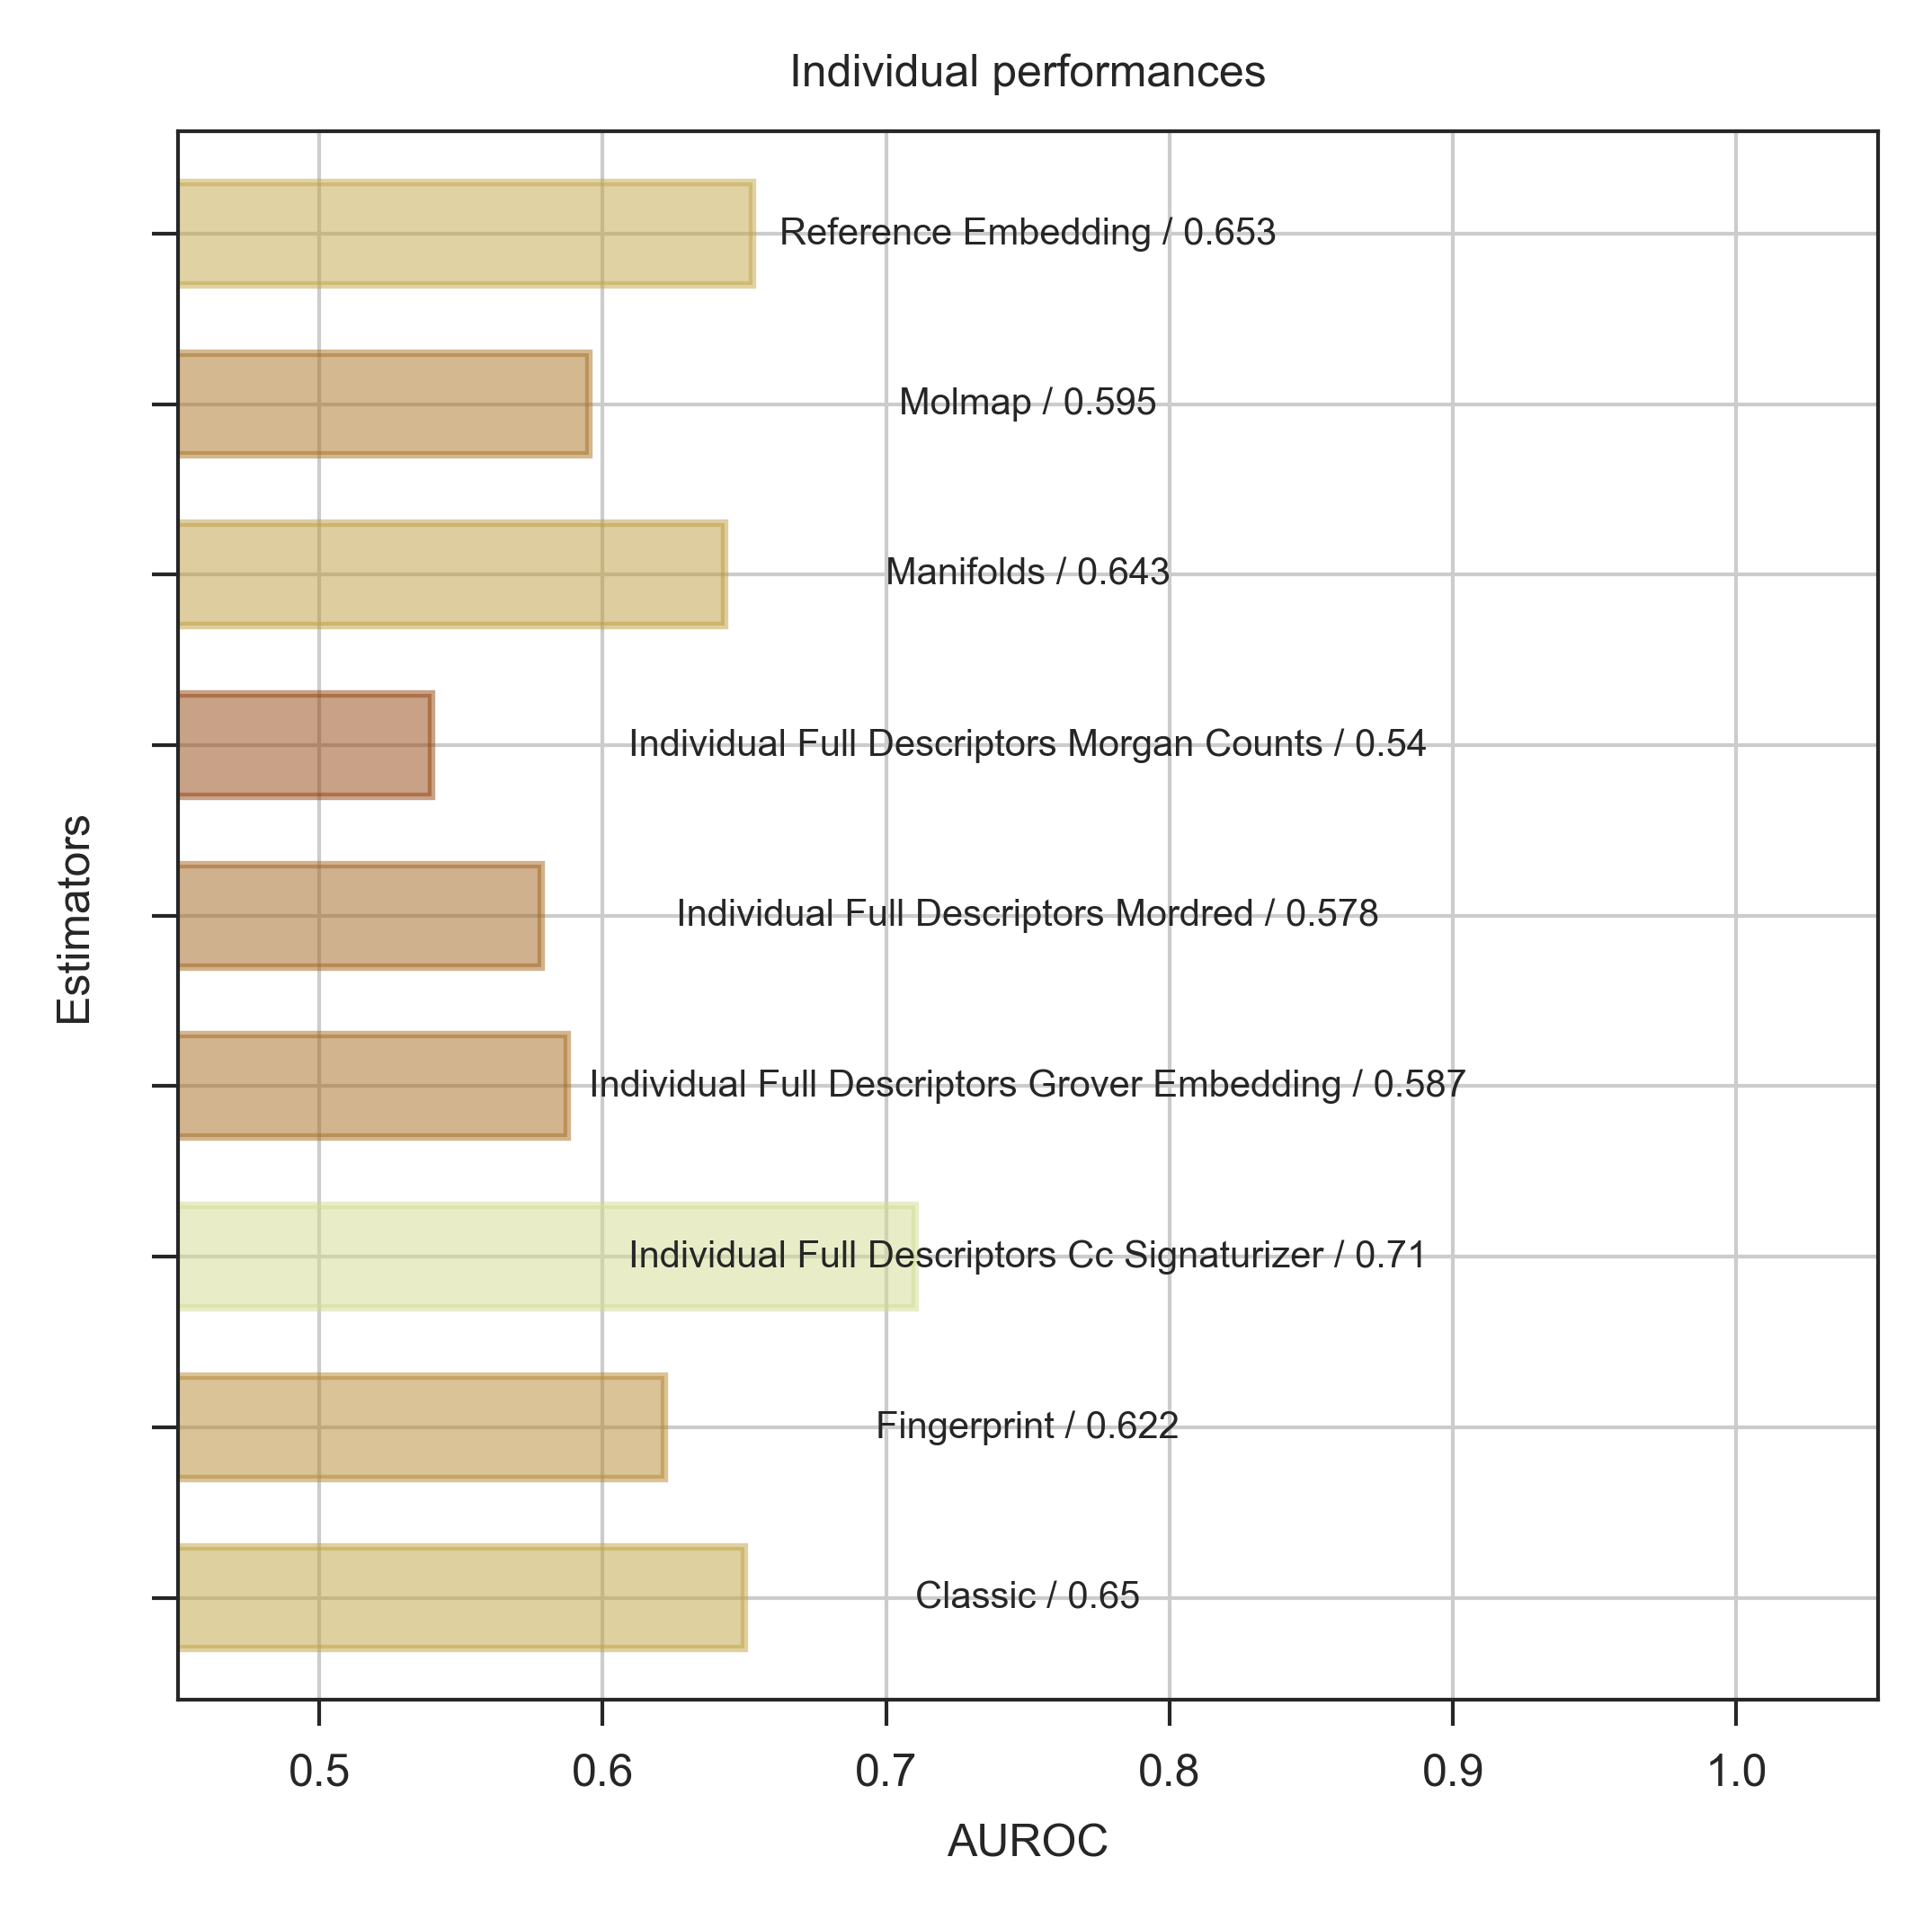 Individual performances
Reference Embedding / 0.653
Molmap / 0.595
Manifolds / 0.643
Individual Full Descriptors Morgan Counts / 0.54
Individual Full Descriptors Mordred / 0.578
Individual Full Descriptors Grover Embedding / 0.587
Individual Full Descriptors Cc Signaturizer / 0.71
Fingerprint / 0.622
Classic / 0.65
Estimators
0.5 0.6 0.7 0.8 0.9 1.0
AUROC